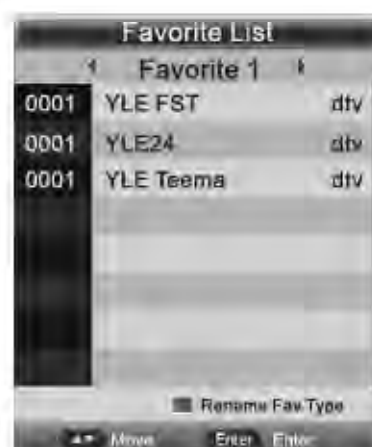 Favorite List
Favorite 1
0001 YLE FST dtv
0001 YLE24 dtv
0001 YLE Teema dtv
Rename Fav Type
Move Enter Enter